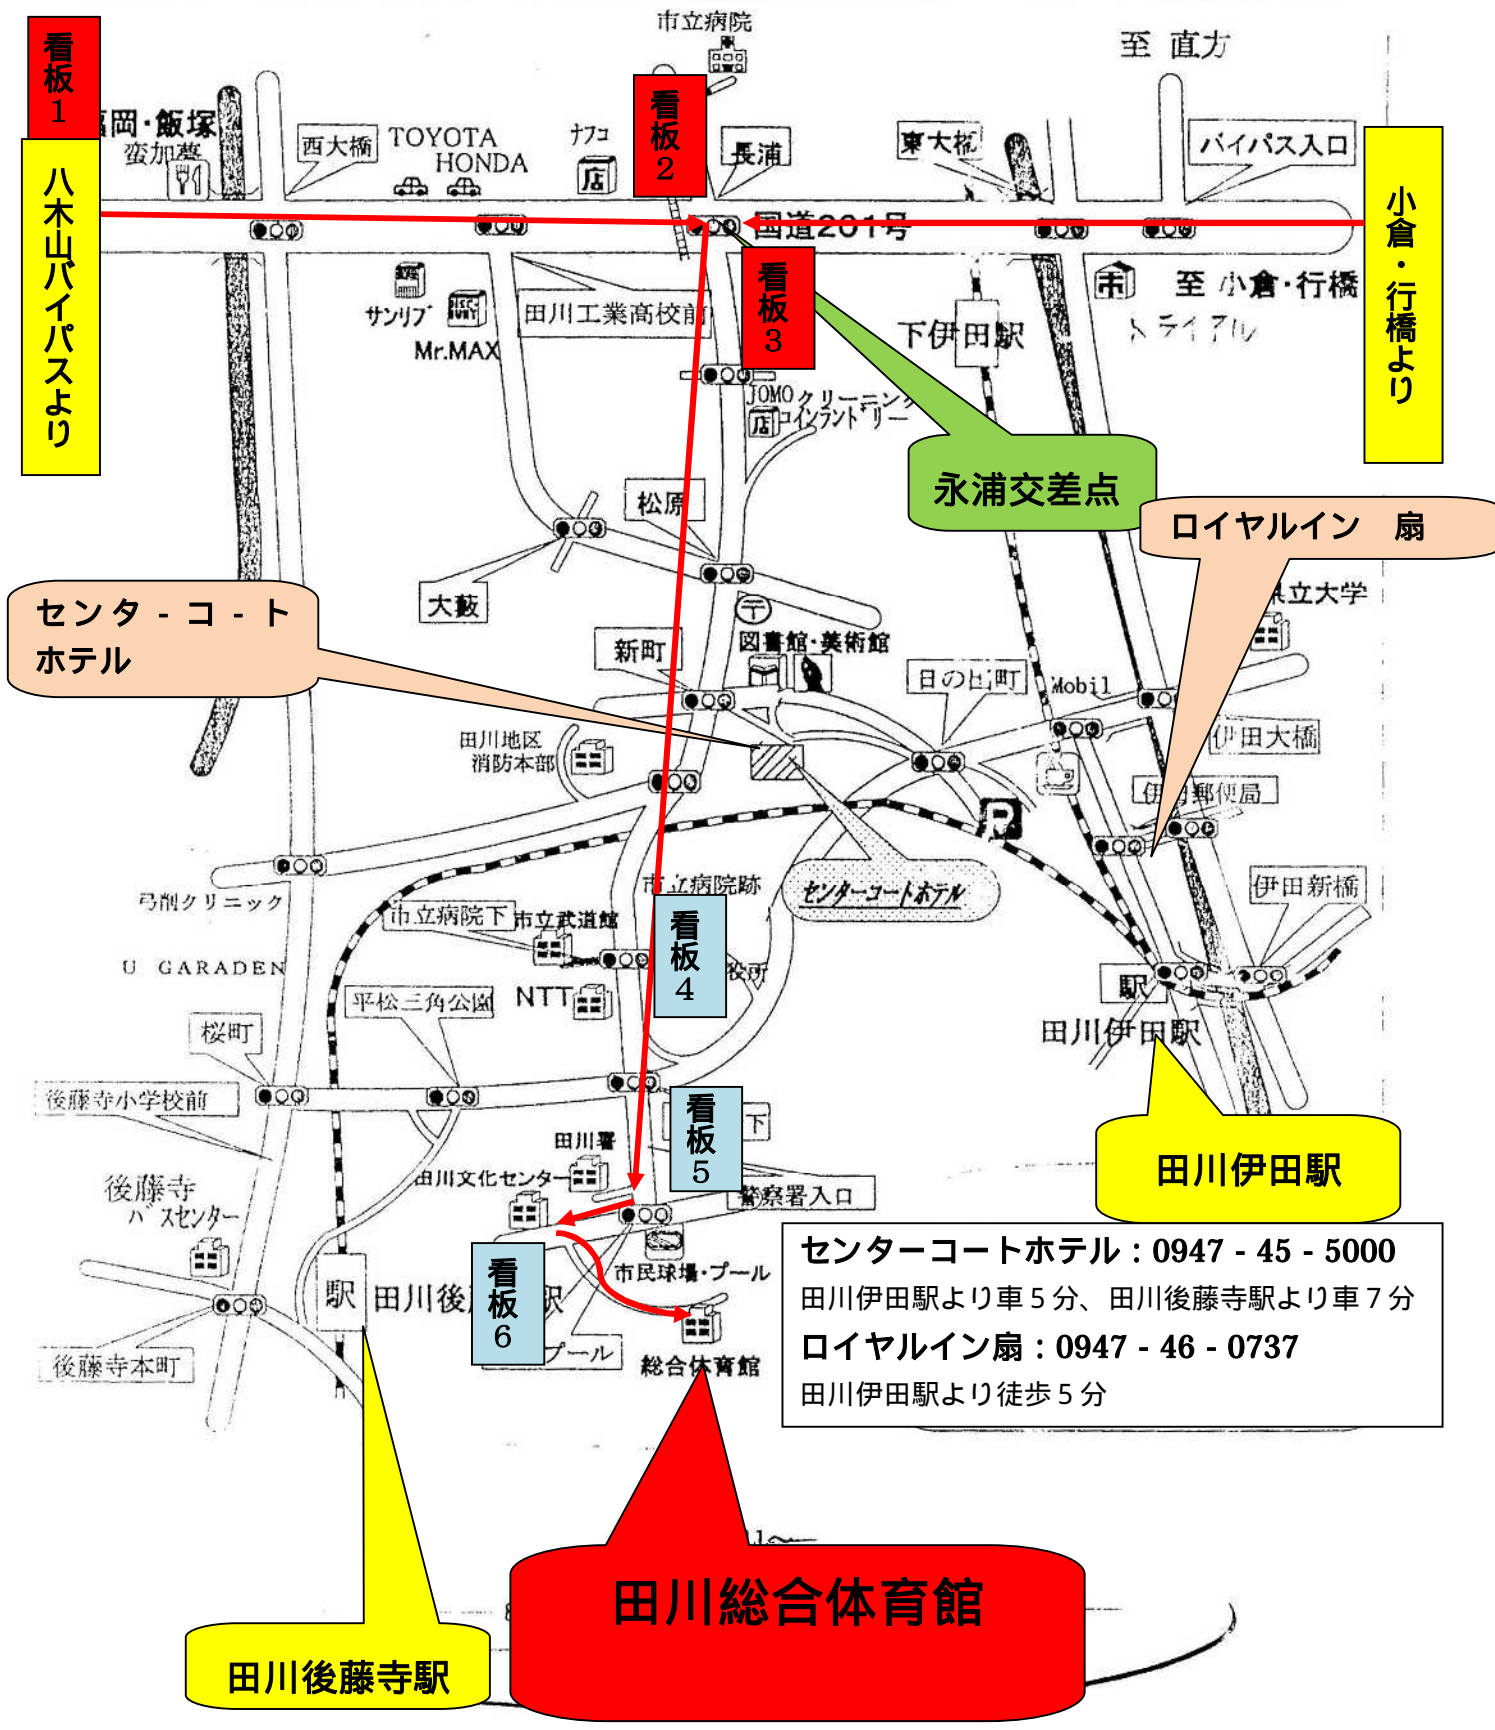 市立病院
至 直方
看板1
岡・飯塚
蛮加夢
西大橋
TOYOTA
HONDA
ナフコ
店
看板2
長浦
東大橋
バイパス入口
八木山バイパスより
小倉・行橋より
国道201号
看板3
サンリブ
Mr.MAX
田川工業高校前
下伊田駅
市
至 小倉・行橋
トライアル
JOMO クリーニング
店
コインランドリー
永浦交差点
松原
ロイヤルイン 扇
大藪
センタ-コ-ト
ホテル
〒
県立大学
新町
図書館・美術館
日の出町
Mobil
田川地区
消防本部
伊田大橋
伊田郵便局
P
弓削クリニック
市立病院跡
センターコートホテル
伊田新橋
市立病院下
市立武道館
看板4
U GARADEN
役所
NTT
平松三角公園
駅
桜町
田川伊田駅
後藤寺小学校前
看板5
下
田川署
田川伊田駅
田川文化センター
警察署入口
後藤寺
バスセンター
看板6
市民球場・プール
駅
田川後
駅
プール
後藤寺本町
総合体育館
センターコートホテル:0947-45-5000
田川伊田駅より車5分、田川後藤寺駅より車7分
ロイヤルイン扇:0947-46-0737
田川伊田駅より徒歩5分
田川総合体育館
田川後藤寺駅